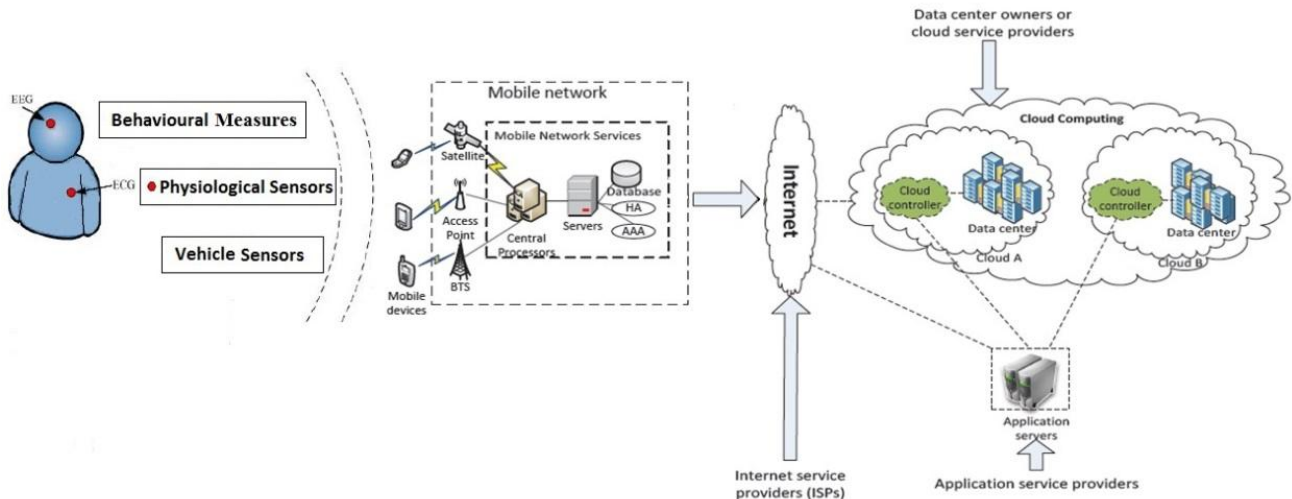 Data center owners or
cloud service providers
EEG
Behavioural Measures
ECG
Physiological Sensors
Vehicle Sensors
Mobile network
Mobile Network Services
Satellite
Database
HA
AAA
Access
Point
Servers
Central
Processors
BTS
Mobile
devices
Internet
Cloud Computing
Cloud
controller
Data center
Cloud A
Cloud
controller
Data center
Cloud B
Application
servers
Internet service
providers (ISPs)
Application service providers